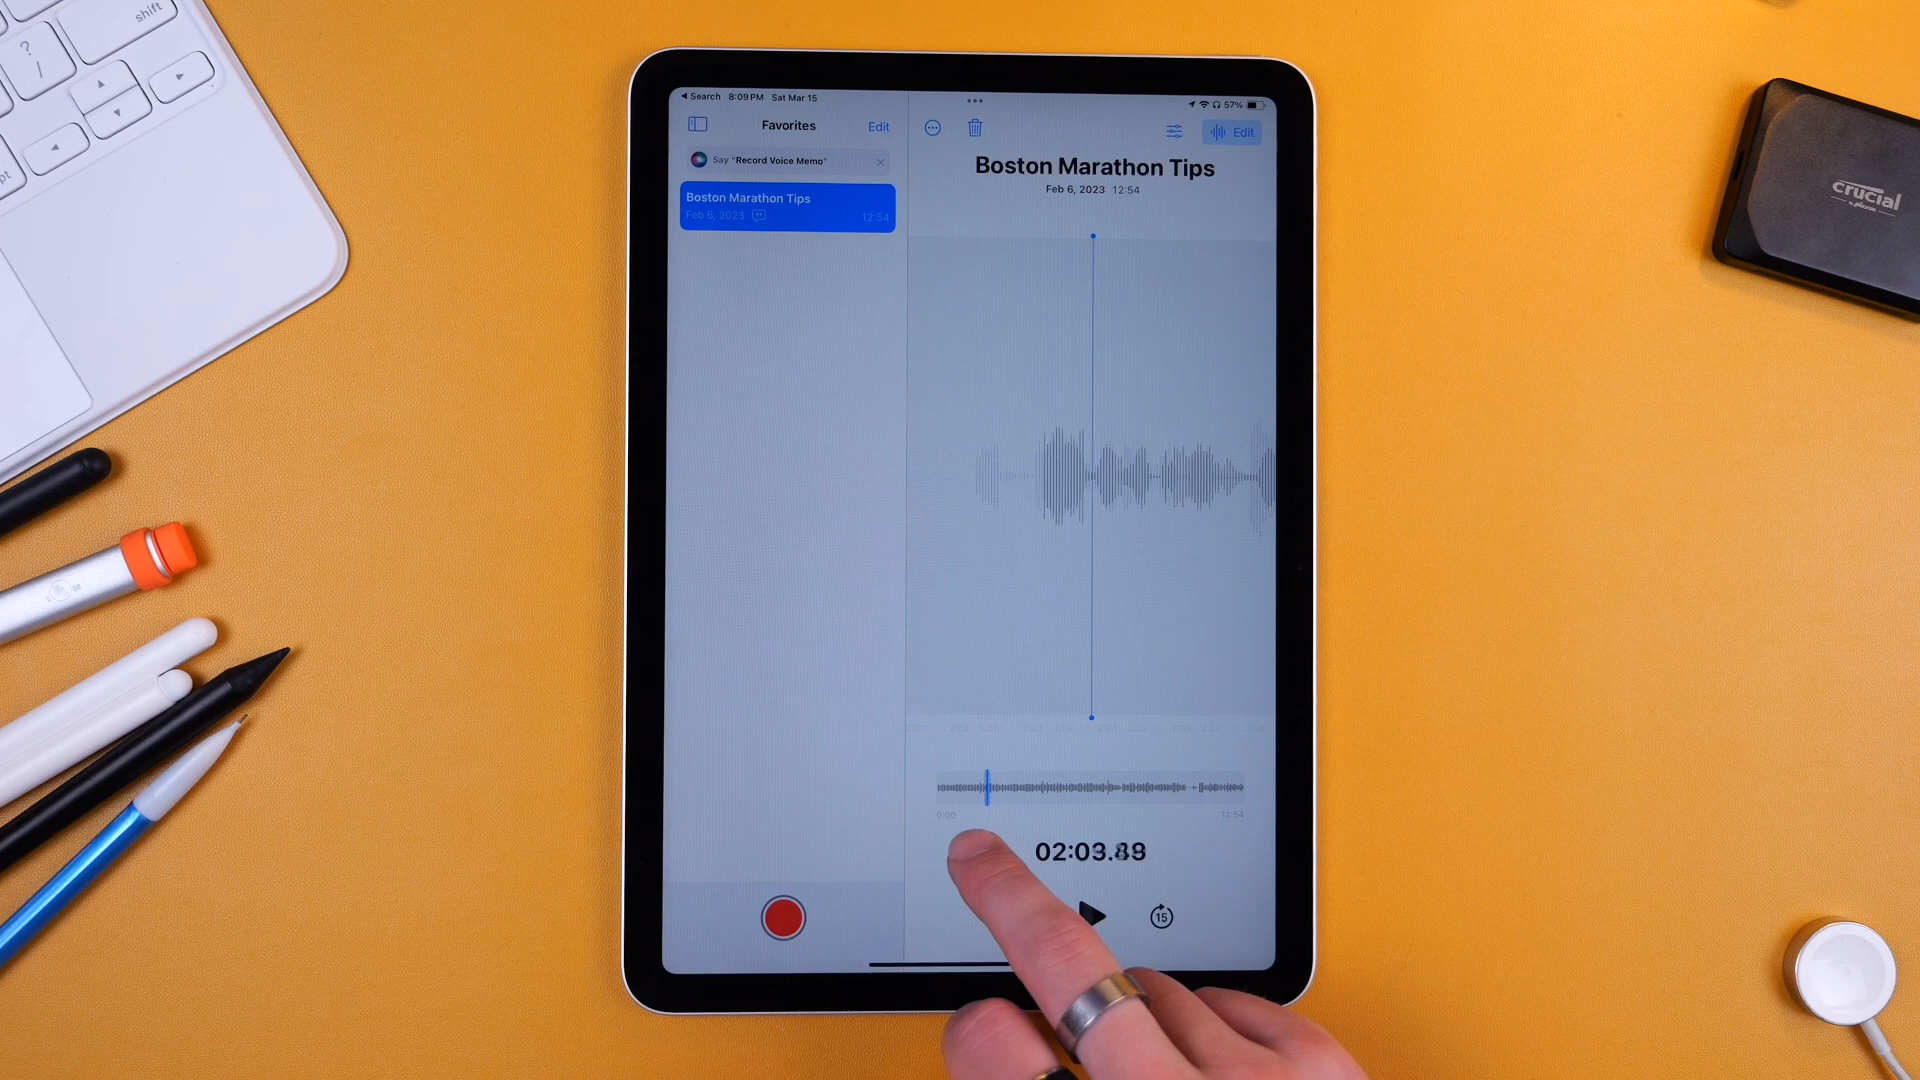 shift
?
/
pt
Search 8:09 PM Sat Mar 15
57%
Favorites
Edit
Edit
Say "Record Voice Memo"
Boston Marathon Tips
Feb 6, 2023
12:54
Boston Marathon Tips
Feb 6, 2023 12:54
0:00
12:54
02:03
15
crucial